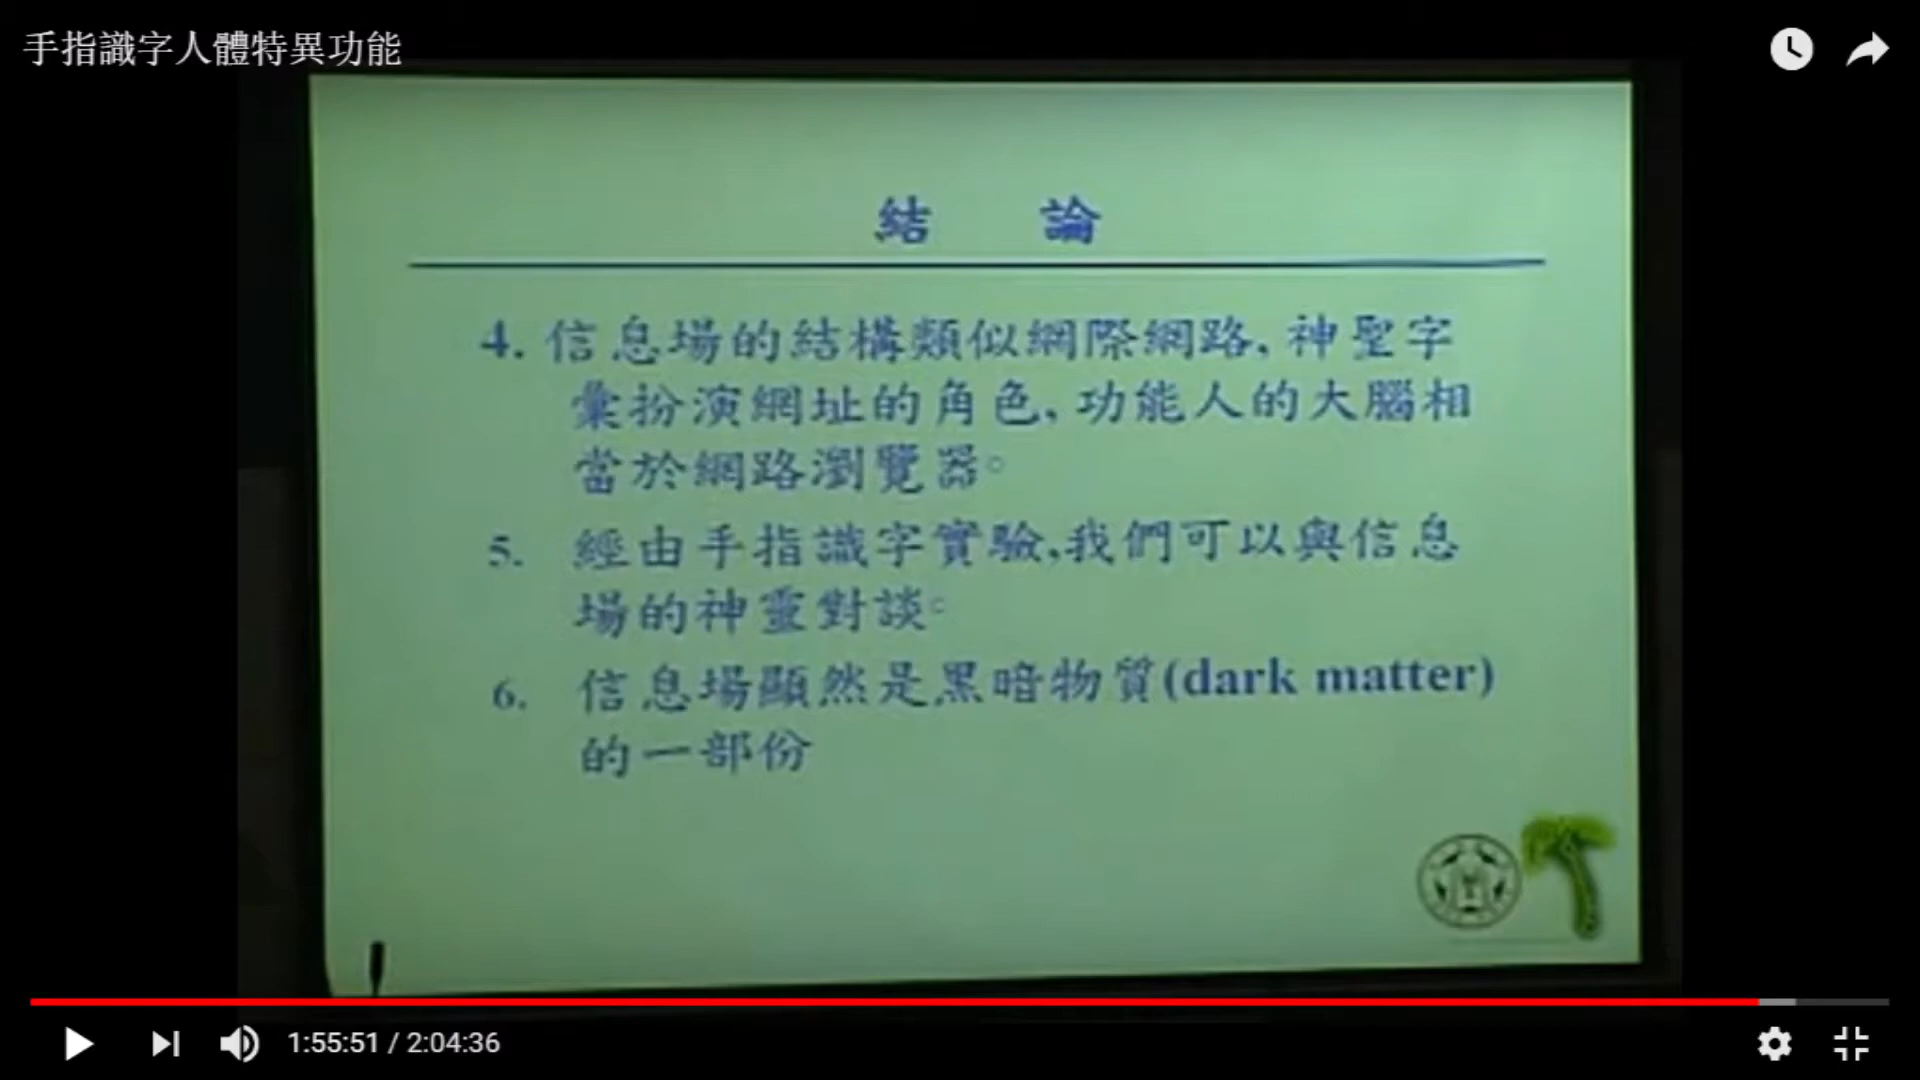 手指識字人體特異功能
結 論
4. 信息場的結構類似網際網路, 神聖字
彙扮演網址的角色, 功能人的大腦相
當於網路瀏覽器。
5. 經由手指識字實驗,我們可以與信息
場的神靈對談。
6. 信息場顯然是黑暗物質(dark matter)
的一部份
1:55:51 / 2:04:36